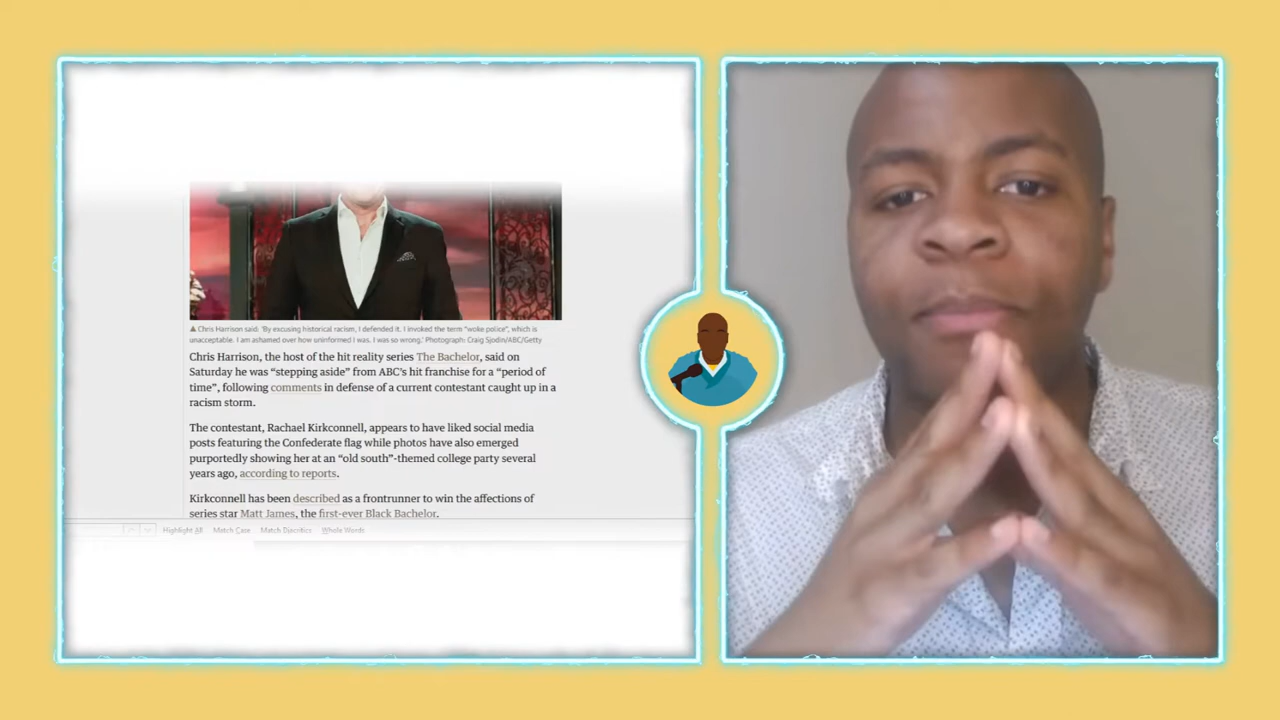 Chris Harrison said: 'By excusing historical racism, I defended it. I invoked the term "woke police", which is
unacceptable. I am ashamed over how uninformed I was. I was so wrong.' Photograph: Craig Sjodin/ABC/Getty
Chris Harrison, the host of the hit reality series The Bachelor, said on
Saturday he was “stepping aside” from ABC’s hit franchise for a “period of
time”, following comments in defense of a current contestant caught up in a
racism storm.
The contestant, Rachael Kirkconnell, appears to have liked social media
posts featuring the Confederate flag while photos have also emerged
purportedly showing her at an “old south”-themed college party several
years ago, according to reports.
Kirkconnell has been described as a frontrunner to win the affections of
series star Matt James, the first-ever Black Bachelor.
Highlight All Match Case Match Diacritics Whole Words